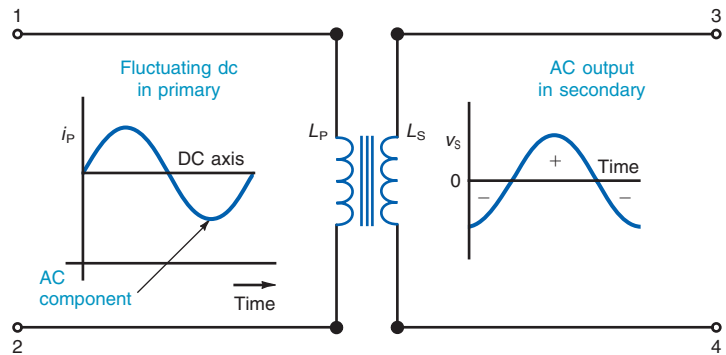 1
3
Fluctuating dc
in primary
AC output
in secondary
iP
DC axis
LP
LS
vS
Time
+
0
−
−
AC
component
Time
2
4